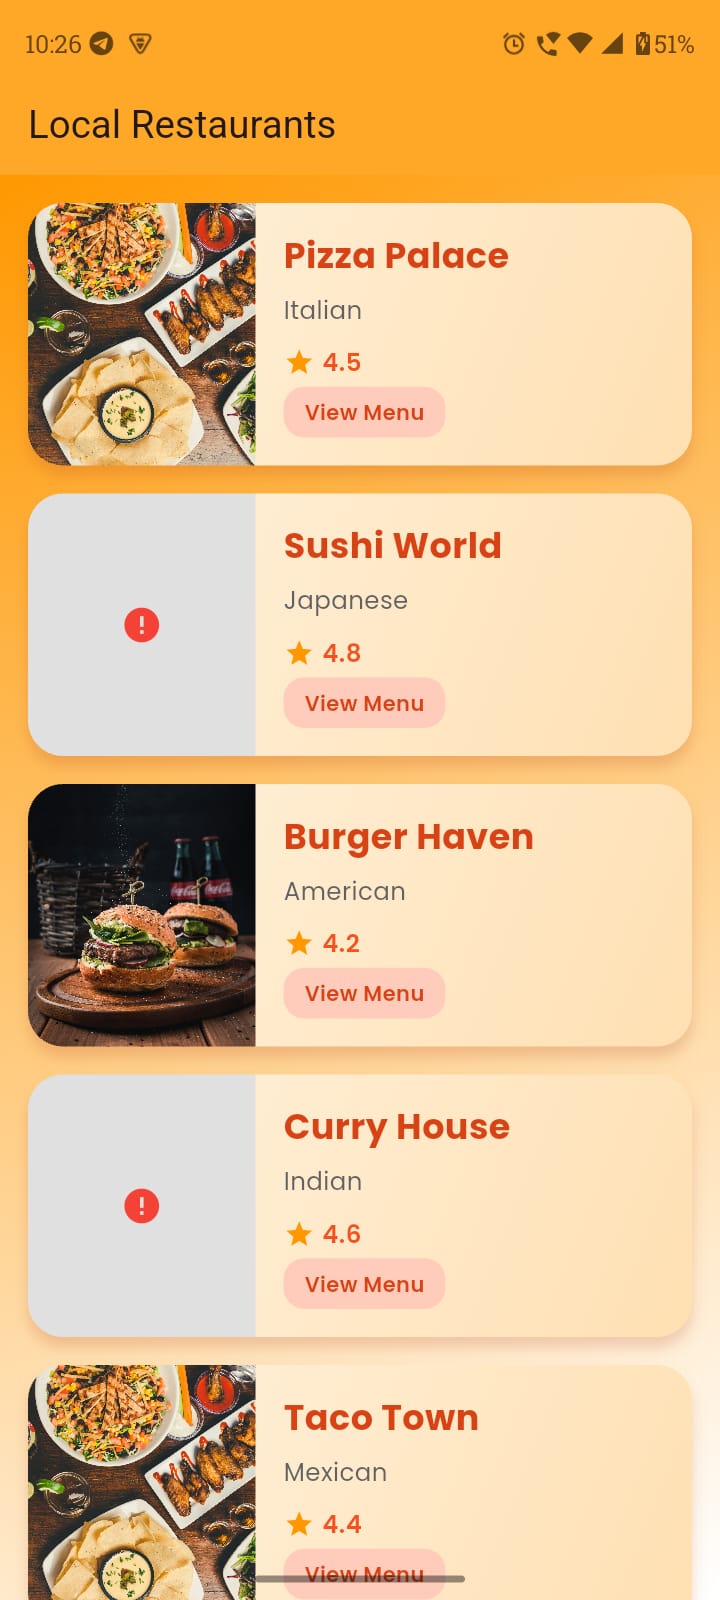 10:26 51%
Local Restaurants
Pizza Palace
Italian
4.5
View Menu
Sushi World
Japanese
4.8
View Menu
Burger Haven
American
4.2
View Menu
Curry House
Indian
4.6
View Menu
Taco Town
Mexican
4.4
View Menu